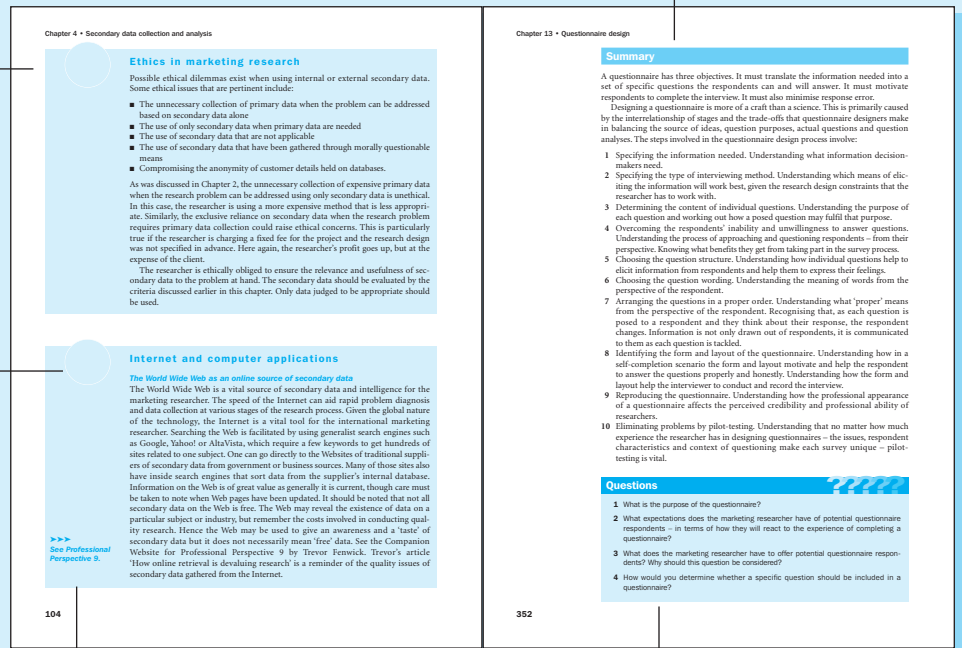 Chapter 4 • Secondary data collection and analysis
Ethics in marketing research
Possible ethical dilemmas exist when using internal or external secondary data.
Some ethical issues that are pertinent include:
■ The unnecessary collection of primary data when the problem can be addressed
based on secondary data alone
■ The use of only secondary data when primary data are needed
■ The use of secondary data that are not applicable
■ The use of secondary data that have been gathered through morally questionable
means
■ Compromising the anonymity of customer details held on databases.
As was discussed in Chapter 2, the unnecessary collection of expensive primary data
when the research problem can be addressed using only secondary data is unethical.
In this case, the researcher is using a more expensive method that is less appropri-
ate. Similarly, the exclusive reliance on secondary data when the research problem
requires primary data collection could raise ethical concerns. This is particularly
true if the researcher is charging a fixed fee for the project and the research design
was not specified in advance. Here again, the researcher's profit goes up, but at the
expense of the client.
The researcher is ethically obliged to ensure the relevance and usefulness of sec-
ondary data to the problem at hand. The secondary data should be evaluated by the
criteria discussed earlier in this chapter. Only data judged to be appropriate should
be used.
Internet and computer applications
The World Wide Web as an online source of secondary data
The World Wide Web is a vital source of secondary data and intelligence for the
marketing researcher. The speed of the Internet can aid rapid problem diagnosis
and data collection at various stages of the research process. Given the global nature
of the technology, the Internet is a vital tool for the international marketing
researcher. Searching the Web is facilitated by using generalist search engines such
as Google, Yahoo! or AltaVista, which require a few keywords to get hundreds of
sites related to one subject. One can go directly to the Websites of traditional suppli-
ers of secondary data from government or business sources. Many of those sites also
have inside search engines that sort data from the supplier's internal database.
Information on the Web is of great value as generally it is current, though care must
be taken to note when Web pages have been updated. It should be noted that not all
secondary data on the Web is free. The Web may reveal the existence of data on a
particular subject or industry, but remember the costs involved in conducting qual-
ity research. Hence the Web may be used to give an awareness and a 'taste' of
secondary data but it does not necessarily mean 'free' data. See the Companion
Website for Professional Perspective 9 by Trevor Fenwick. Trevor's article
'How online retrieval is devaluing research' is a reminder of the quality issues of
secondary data gathered from the Internet.
➤➤➤
See Professional
Perspective 9.
104
Chapter 13 • Questionnaire design
Summary
A questionnaire has three objectives. It must translate the information needed into a
set of specific questions the respondents can and will answer. It must motivate
respondents to complete the interview. It must also minimise response error.
Designing a questionnaire is more of a craft than a science. This is primarily caused
by the interrelationship of stages and the trade-offs that questionnaire designers make
in balancing the source of ideas, question purposes, actual questions and question
analyses. The steps involved in the questionnaire design process involve:
1 Specifying the information needed. Understanding what information decision-
makers need.
2 Specifying the type of interviewing method. Understanding which means of elic-
iting the information will work best, given the research design constraints that the
researcher has to work with.
3 Determining the content of individual questions. Understanding the purpose of
each question and working out how a posed question may fulfil that purpose.
4 Overcoming the respondents' inability and unwillingness to answer questions.
Understanding the process of approaching and questioning respondents – from their
perspective. Knowing what benefits they get from taking part in the survey process.
5 Choosing the question structure. Understanding how individual questions help to
elicit information from respondents and help them to express their feelings.
6 Choosing the question wording. Understanding the meaning of words from the
perspective of the respondent.
7 Arranging the questions in a proper order. Understanding what 'proper' means
from the perspective of the respondent. Recognising that, as each question is
posed to a respondent and they think about their response, the respondent
changes. Information is not only drawn out of respondents, it is communicated
to them as each question is tackled.
8 Identifying the form and layout of the questionnaire. Understanding how in a
self-completion scenario the form and layout motivate and help the respondent
to answer the questions properly and honestly. Understanding how the form and
layout help the interviewer to conduct and record the interview.
9 Reproducing the questionnaire. Understanding how the professional appearance
of a questionnaire affects the perceived credibility and professional ability of
researchers.
10 Eliminating problems by pilot-testing. Understanding that no matter how much
experience the researcher has in designing questionnaires – the issues, respondent
characteristics and context of questioning make each survey unique – pilot-
testing is vital.
Questions ?????
1 What is the purpose of the questionnaire?
2 What expectations does the marketing researcher have of potential questionnaire
respondents – in terms of how they will react to the experience of completing a
questionnaire?
3 What does the marketing researcher have to offer potential questionnaire respon-
dents? Why should this question be considered?
4 How would you determine whether a specific question should be included in a
questionnaire?
352